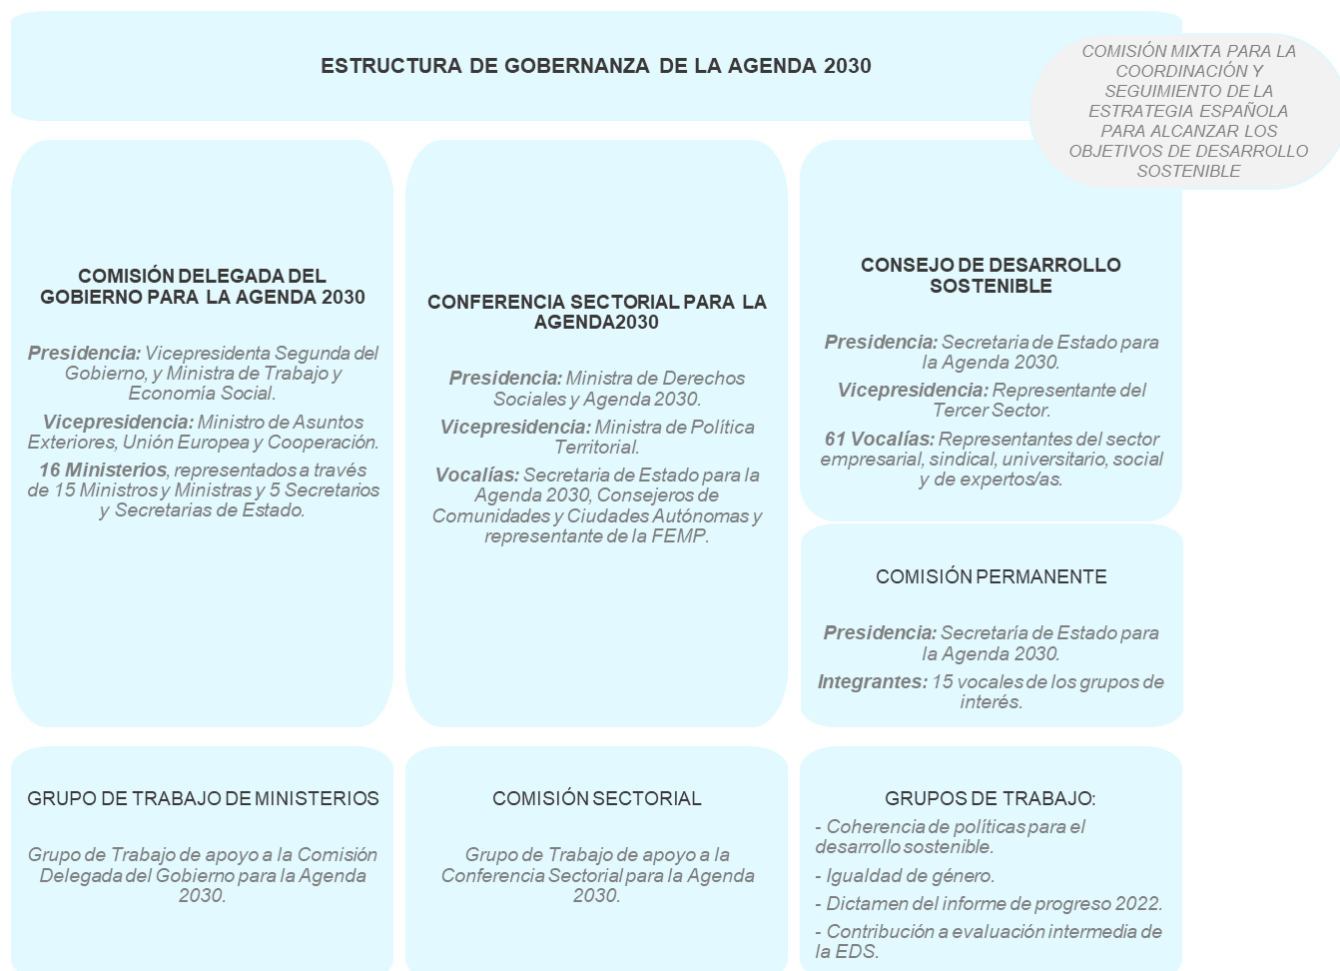 ESTRUCTURA DE GOBERNANZA DE LA AGENDA 2030
COMISIÓN MIXTA PARA LA
COORDINACIÓN Y
SEGUIMIENTO DE LA
ESTRATEGIA ESPAÑOLA
PARA ALCANZAR LOS
OBJETIVOS DE DESARROLLO
SOSTENIBLE
COMISIÓN DELEGADA DEL
GOBIERNO PARA LA AGENDA 2030
Presidencia: Vicepresidenta Segunda del
Gobierno, y Ministra de Trabajo y
Economía Social.
Vicepresidencia: Ministro de Asuntos
Exteriores, Unión Europea y Cooperación.
16 Ministerios, representados a través
de 15 Ministros y Ministras y 5 Secretarios
y Secretarias de Estado.
CONFERENCIA SECTORIAL PARA LA
AGENDA2030
Presidencia: Ministra de Derechos
Sociales y Agenda 2030.
Vicepresidencia: Ministra de Política
Territorial.
Vocalías: Secretaria de Estado para la
Agenda 2030, Consejeros de
Comunidades y Ciudades Autónomas y
representante de la FEMP.
CONSEJO DE DESARROLLO
SOSTENIBLE
Presidencia: Secretaria de Estado para
la Agenda 2030.
Vicepresidencia: Representante del
Tercer Sector.
61 Vocalías: Representantes del sector
empresarial, sindical, universitario, social
y de expertos/as.
COMISIÓN PERMANENTE
Presidencia: Secretaría de Estado para
la Agenda 2030.
Integrantes: 15 vocales de los grupos de
interés.
GRUPO DE TRABAJO DE MINISTERIOS
Grupo de Trabajo de apoyo a la Comisión
Delegada del Gobierno para la Agenda
2030.
COMISIÓN SECTORIAL
Grupo de Trabajo de apoyo a la
Conferencia Sectorial para la Agenda
2030.
GRUPOS DE TRABAJO:
- Coherencia de políticas para el
desarrollo sostenible.
- Igualdad de género.
- Dictamen del informe de progreso 2022.
- Contribución a evaluación intermedia de
la EDS.